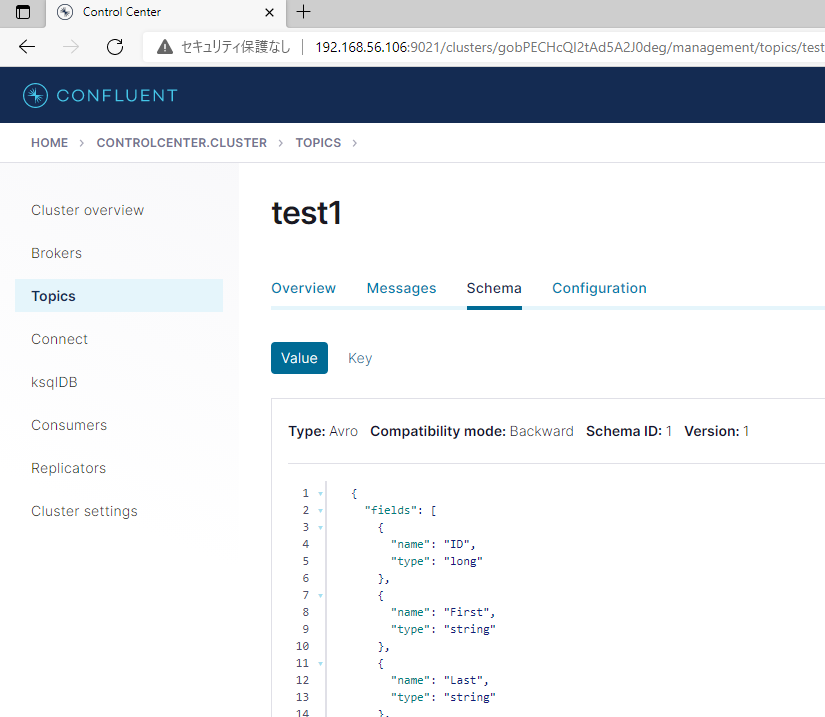 Control Center
セキュリティ保護なし 192.168.56.106:9021/clusters/gobPECHcQI2tAd5A2J0deg/management/topics/test
CONFLUENT
HOME > CONTROLCENTER.CLUSTER > TOPICS >
Cluster overview
Brokers
Topics
Connect
ksqlDB
Consumers
Replicators
Cluster settings
test1
Overview Messages Schema Configuration
Value Key
Type: Avro Compatibility mode: Backward Schema ID: 1 Version: 1
1 {
2 "fields": [
3 {
4 "name": "ID",
5 "type": "long"
6 },
7 {
8 "name": "First",
9 "type": "string"
10 },
11 {
12 "name": "Last",
13 "type": "string"
14 },